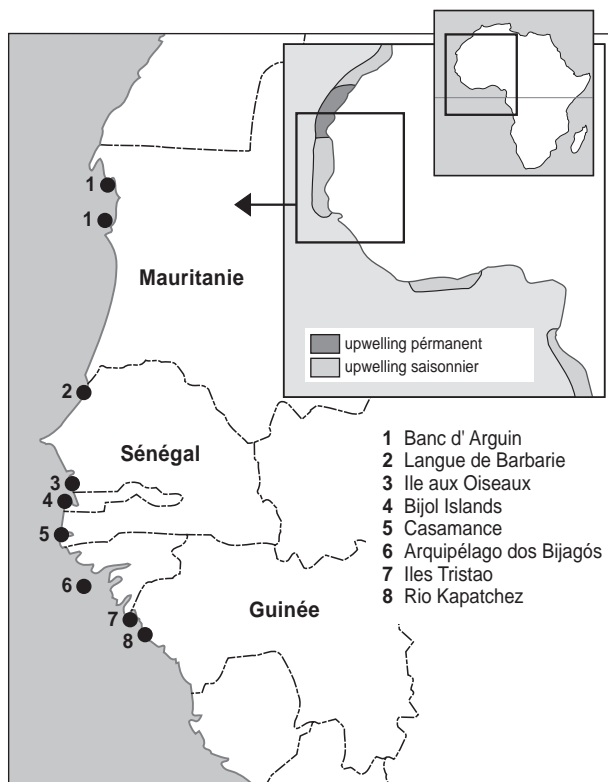 upwelling pérmanent
upwelling saisonnier
1
1
Mauritanie
2
Sénégal
3
4
5
6
7
8
Guinée
1 Banc d' Arguin
2 Langue de Barbarie
3 Ile aux Oiseaux
4 Bijol Islands
5 Casamance
6 Arquipélago dos Bijagós
7 Iles Tristao
8 Rio Kapatchez